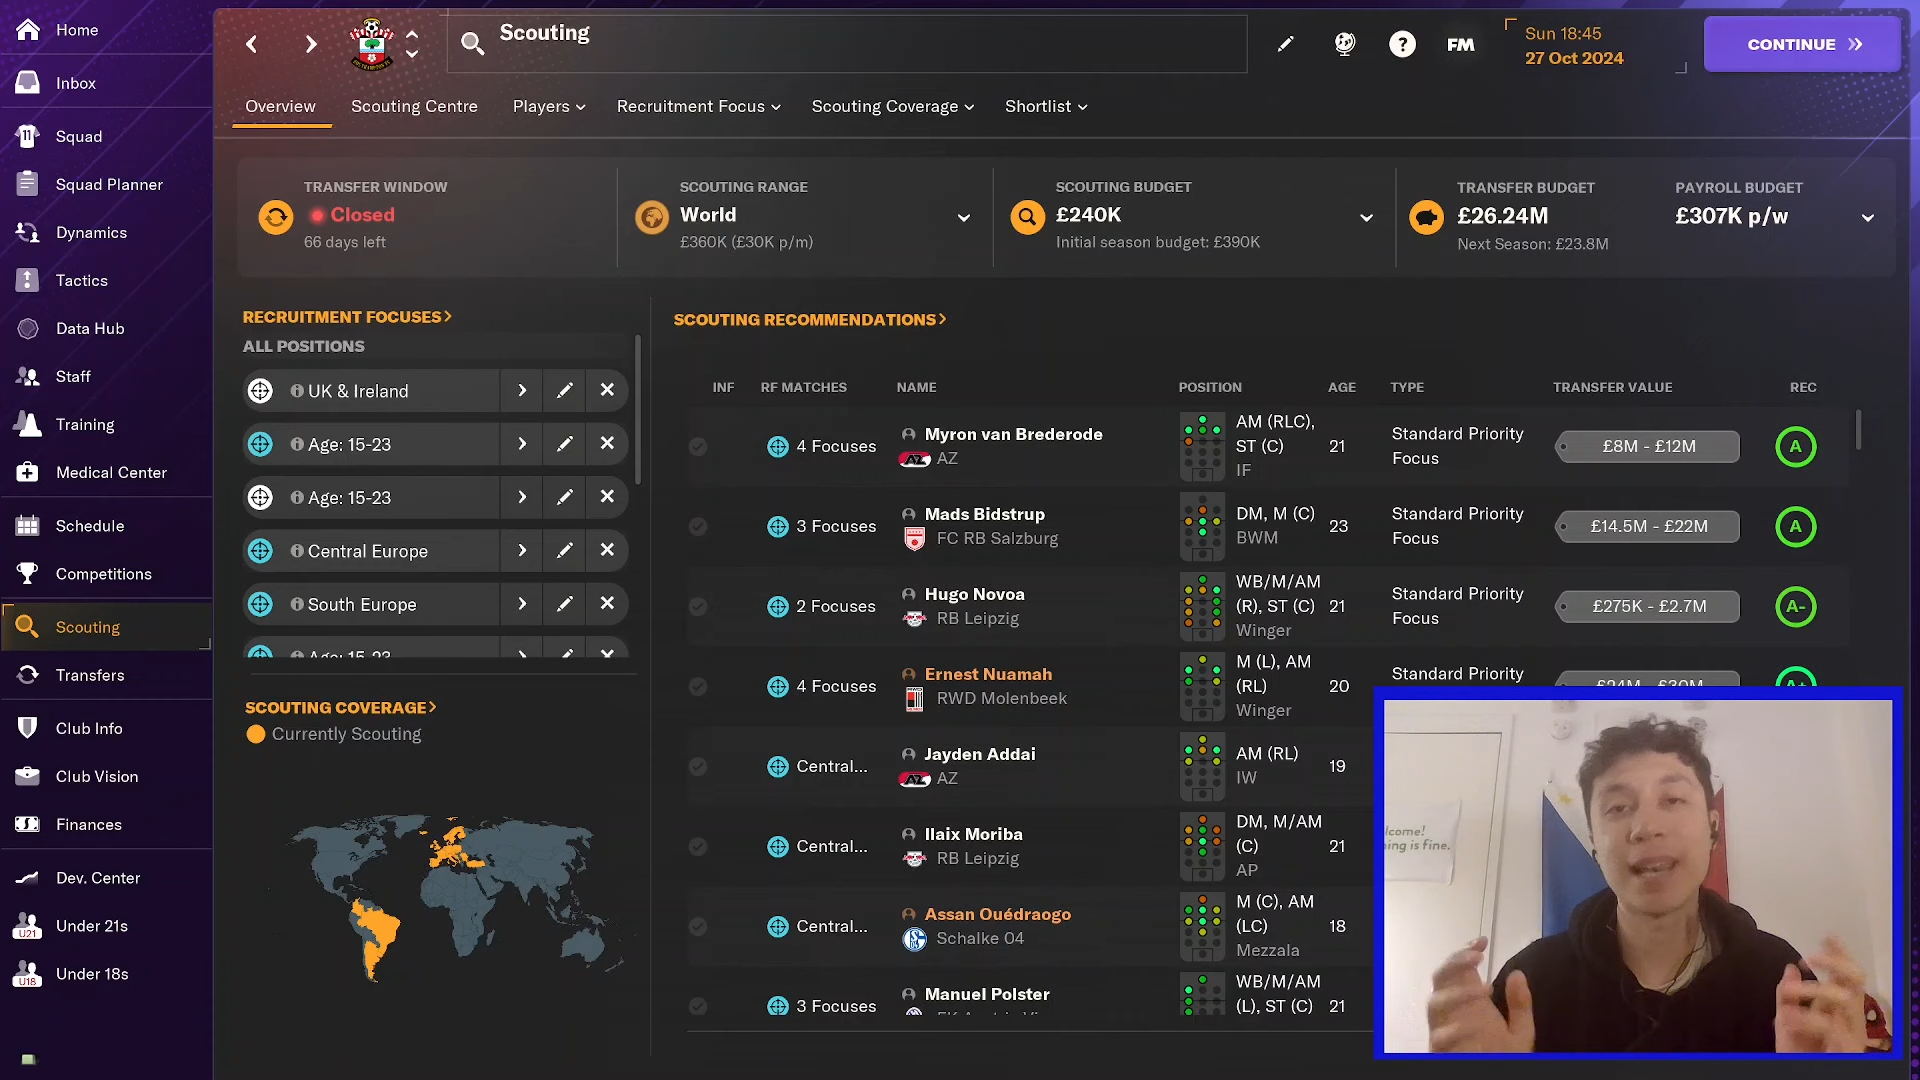 Home
Inbox
Squad
Squad Planner
Dynamics
Tactics
Data Hub
Staff
Training
Medical Center
Schedule
Competitions
Scouting
Transfers
Club Info
Club Vision
Finances
Dev. Center
U21 Under 21s
U18 Under 18s
Scouting
FM
Sun 18:45
27 Oct 2024
CONTINUE
Overview Scouting Centre Players Recruitment Focus Scouting Coverage Shortlist
TRANSFER WINDOW
Closed
66 days left
SCOUTING RANGE
World
£360K (£30K p/m)
SCOUTING BUDGET
£240K
Initial season budget: £390K
TRANSFER BUDGET
£26.24M
Next Season: £23.8M
PAYROLL BUDGET
£307K p/w
RECRUITMENT FOCUSES
ALL POSITIONS
UK & Ireland
Age: 15-23
Age: 15-23
Central Europe
South Europe
Age: 15-23
SCOUTING COVERAGE
Currently Scouting
SCOUTING RECOMMENDATIONS
INF RF MATCHES NAME POSITION AGE TYPE TRANSFER VALUE REC
4 Focuses
Myron van Brederode
AZ
AM (RLC),
ST (C)
IF
21
Standard Priority
Focus
£8M - £12M
A
3 Focuses
Mads Bidstrup
FC RB Salzburg
DM, M (C)
BWM
23
Standard Priority
Focus
£14.5M - £22M
A
2 Focuses
Hugo Novoa
RB Leipzig
WB/M/AM
(R), ST (C)
Winger
21
Standard Priority
Focus
£275K - £2.7M
A-
4 Focuses
Ernest Nuamah
RWD Molenbeek
M (L), AM
(RL)
Winger
20
Standard Priority
£24M - £30M
A+
Central...
Jayden Addai
AZ
AM (RL)
IW
19
Central...
Ilaix Moriba
RB Leipzig
DM, M/AM
(C)
AP
21
Central...
Assan Ouédraogo
Schalke 04
M (C), AM
(LC)
Mezzala
18
3 Focuses
Manuel Polster
WB/M/AM
(L), ST (C)
21